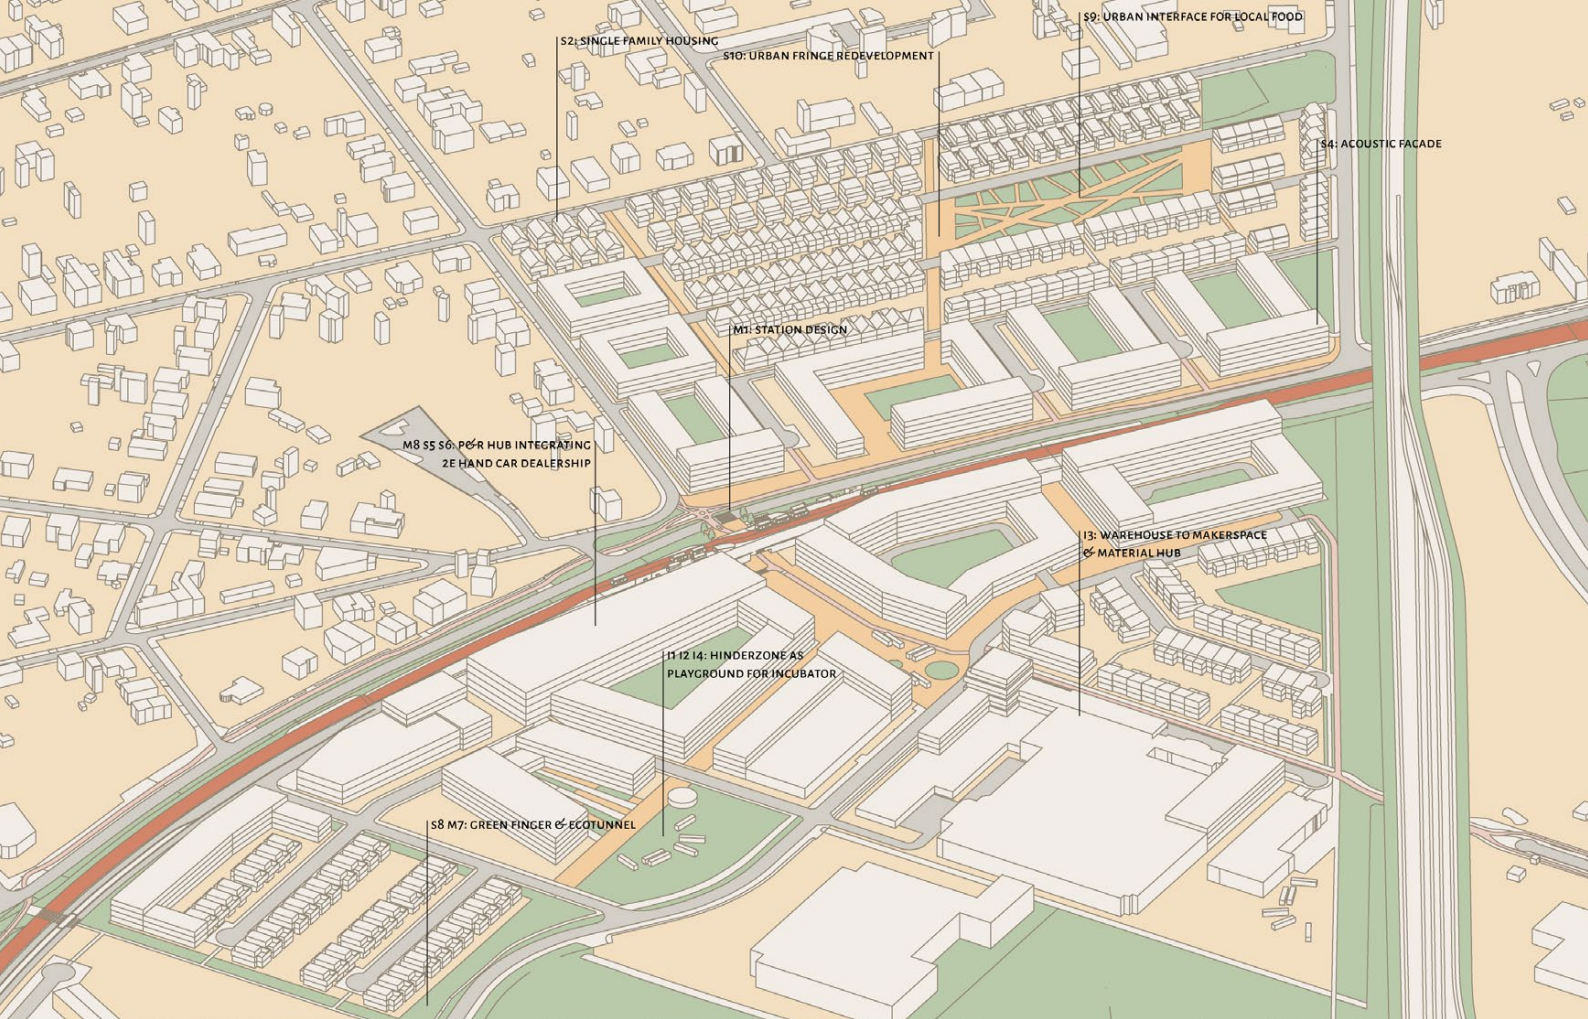 S9: URBAN INTERFACE FOR LOCAL FOOD
S2: SINGLE FAMILY HOUSING
S10: URBAN FRINGE REDEVELOPMENT
S4: ACOUSTIC FACADE
M1: STATION DESIGN
M8 S5 S6: P&R HUB INTEGRATING
2E HAND CAR DEALERSHIP
I3: WAREHOUSE TO MAKERSPACE
& MATERIAL HUB
I1 I2 I4: HINDERZONE AS
PLAYGROUND FOR INCUBATOR
S8 M7: GREEN FINGER & ECOTUNNEL